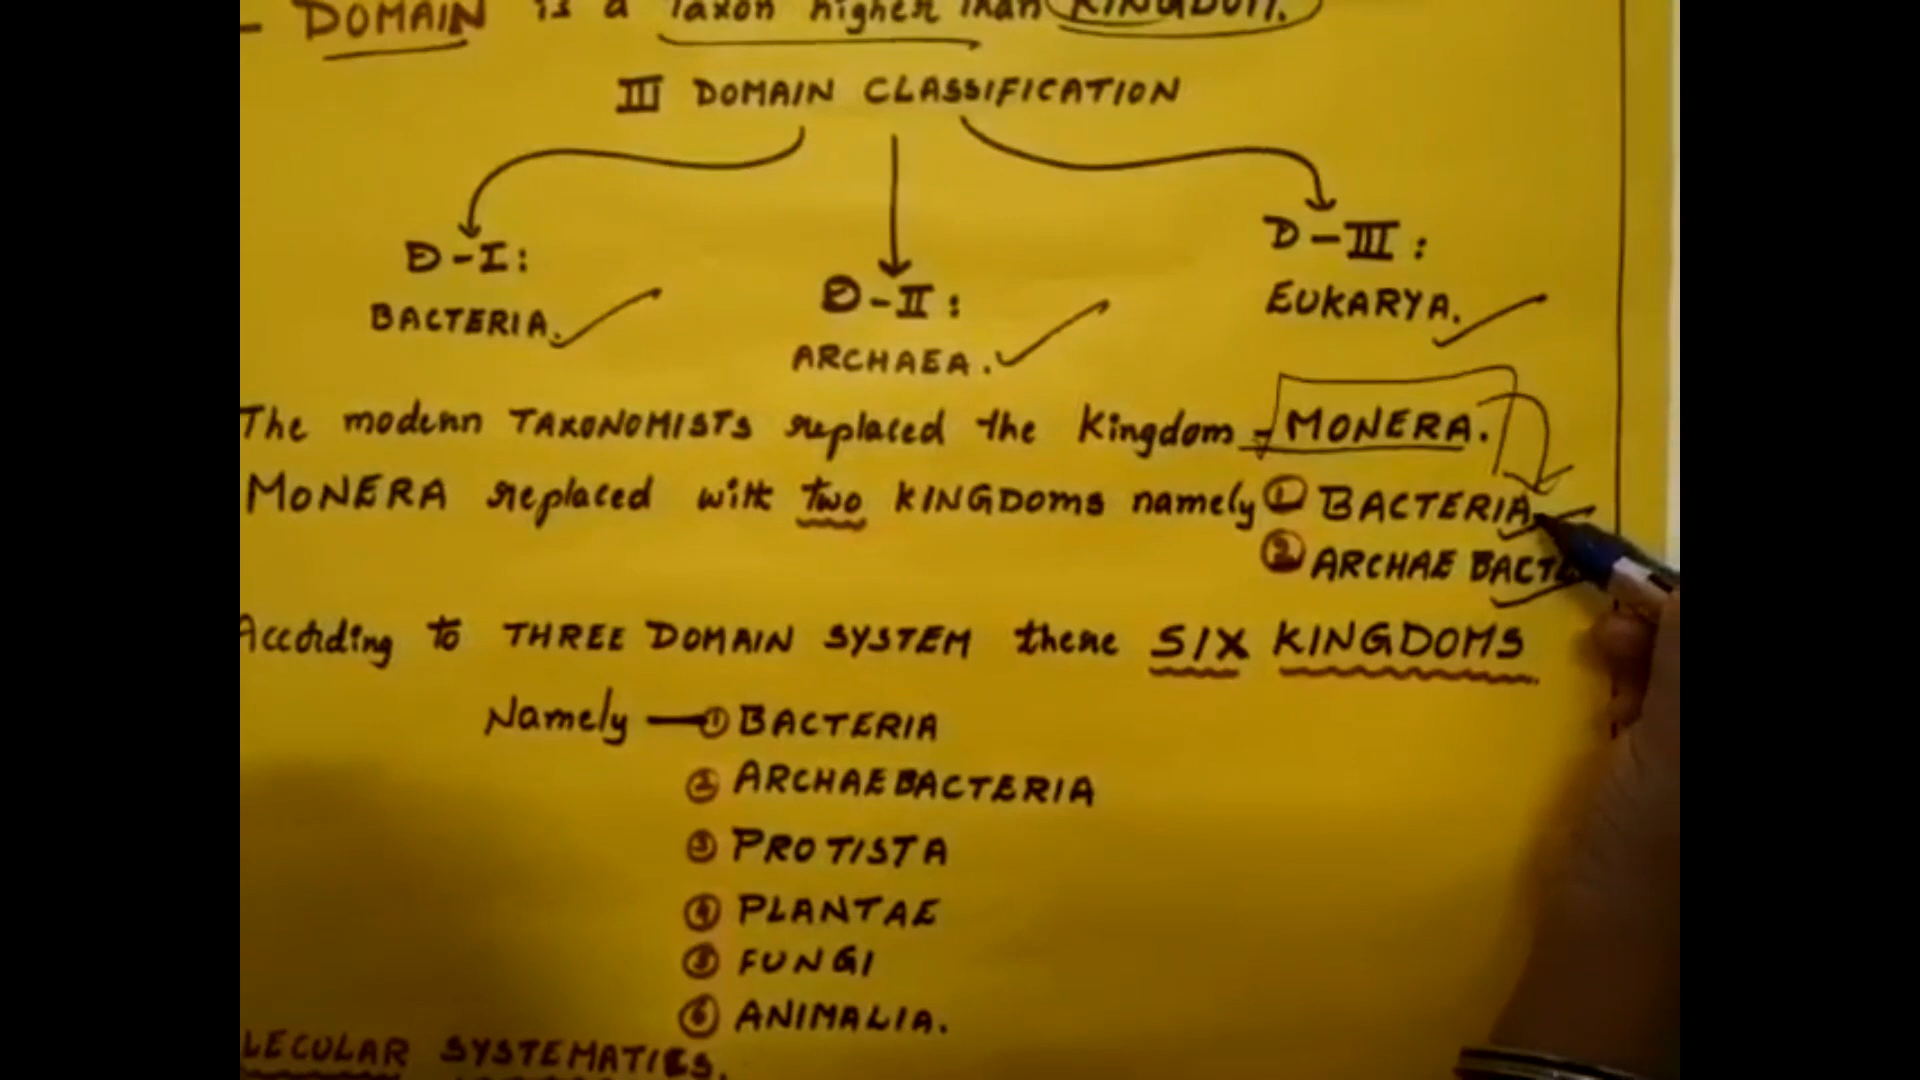 - DOMAIN is a Taxon higher than KINGDOM.
III DOMAIN CLASSIFICATION
D-I:
BACTERIA.
D-II:
ARCHAEA.
D-III:
EUKARYA.
The modern TAXONOMISTS replaced the Kingdom - MONERA.
MONERA replaced with two KINGDOMS namely ① BACTERIA
② ARCHAE BACTE
According to THREE DOMAIN SYSTEM there SIX KINGDOMS
Namely — ① BACTERIA
② ARCHAEBACTERIA
③ PROTISTA
④ PLANTAE
⑤ FUNGI
⑥ ANIMALIA.
LECULAR SYSTEMATICS.